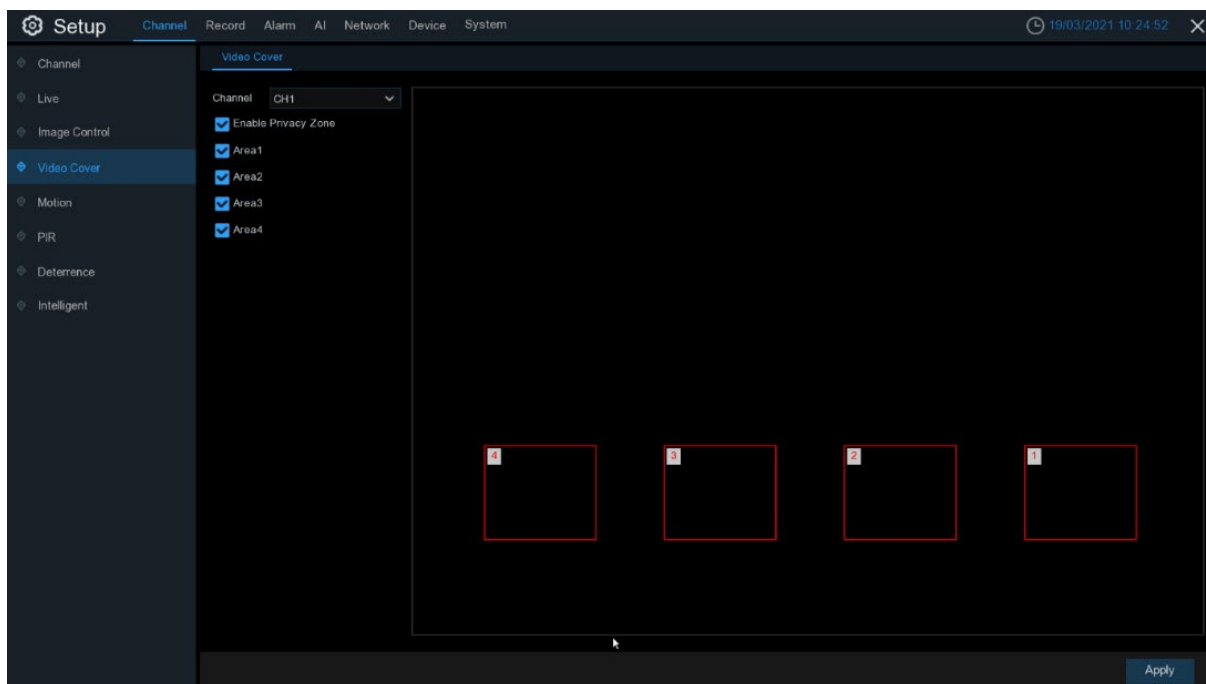 Setup Channel Record Alarm AI Network Device System 19/03/2021 10:24:52
Channel
Live
Image Control
Video Cover
Motion
PIR
Deterrence
Intelligent
Video Cover
Channel CH1
Enable Privacy Zone
Area1
Area2
Area3
Area4
4 3 2 1
Apply